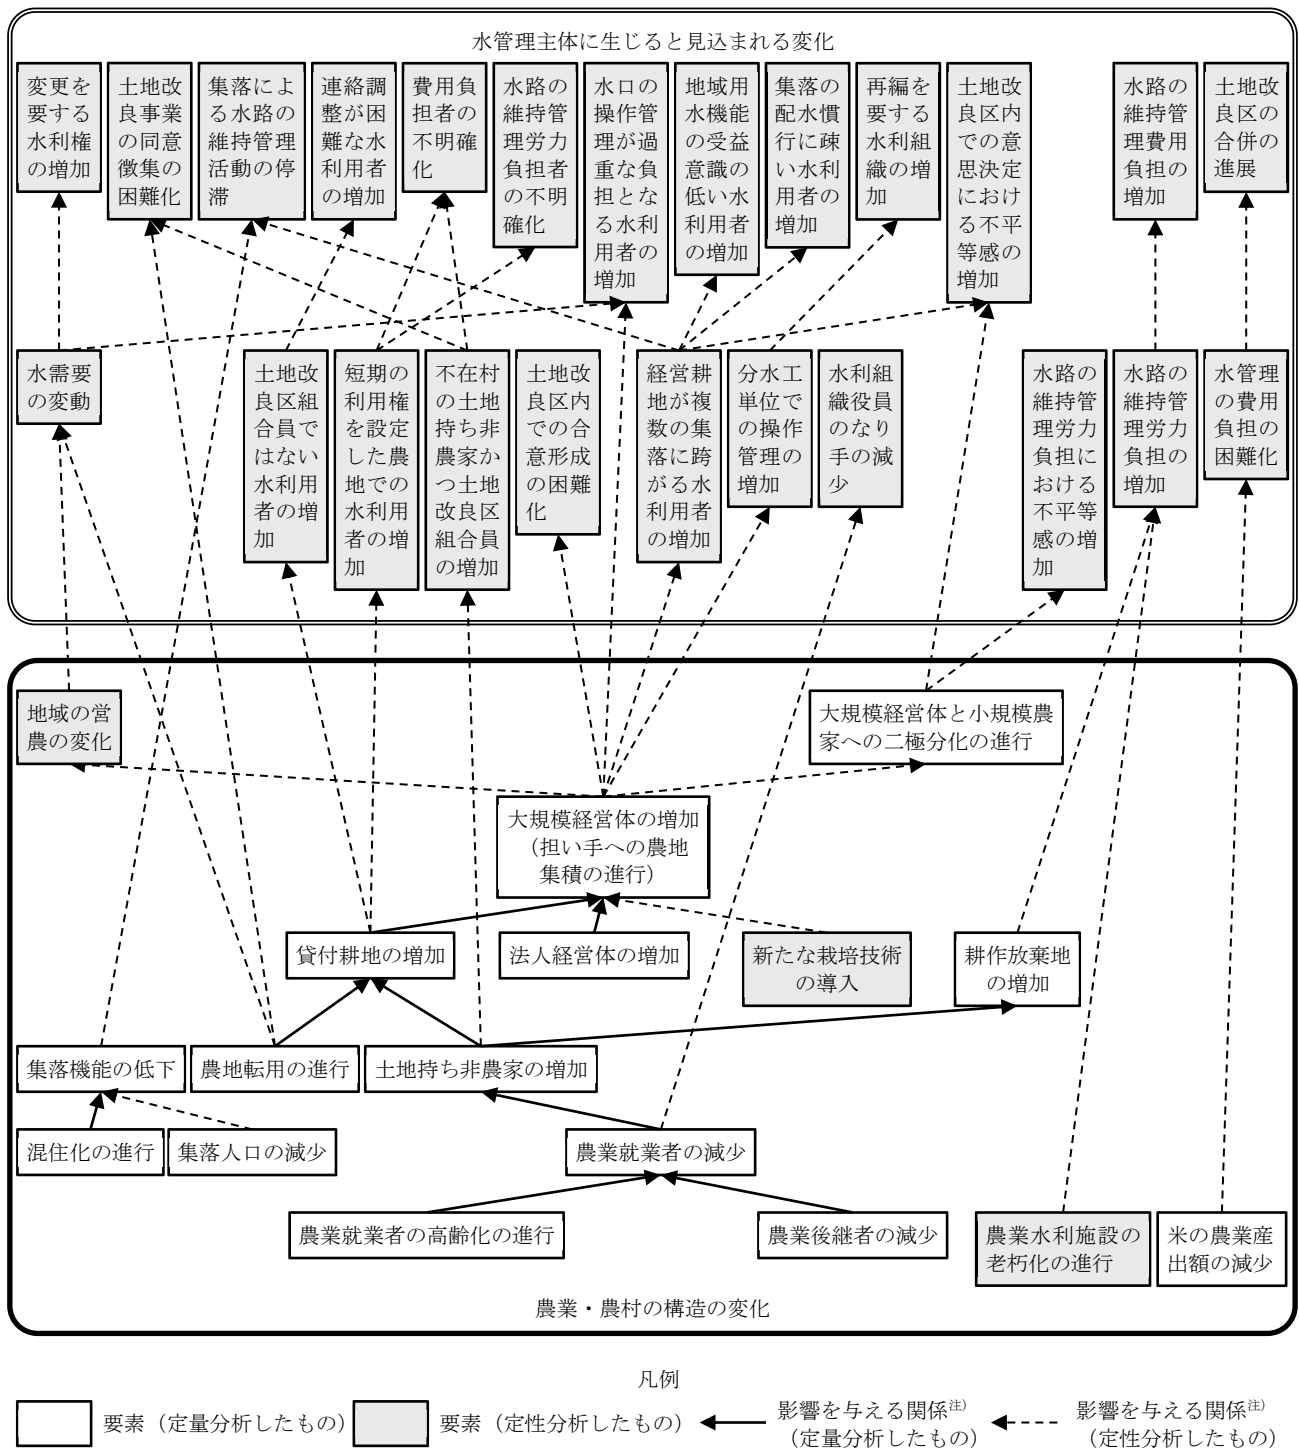 水管理主体に生じると見込まれる変化
変更を
要する
水利権
の増加
土地改
良事業
の同意
徴集の
困難化
集落によ
る水路の
維持管理
活動の停
滞
連絡調
整が困
難な水
利用者
の増加
費用負
担者の
不明確
化
水路の
維持管
理労力
負担者
の不明
確化
水口の
操作管
理が過
重な負
担とな
る水利
用者の
増加
地域用
水機能
の受益
意識の
低い水
利用者
の増加
集落の
配水慣
行に疎
い水利
用者の
増加
再編を
要する
水利組
織の増
加
土地改
良区内
での意
思決定
におけ
る不平
等感の
増加
水路の
維持管
理費用
負担の
増加
土地改
良区の
合併の
進展
水需要
の変動
土地改
良区組
合員で
はない
水利用
者の増
加
短期の
利用権
を設定
した農
地での
水利用
者の増
加
不在村
の土地
持ち非
農家か
つ土地
改良区
組合員
の増加
土地改
良区内
での合
意形成
の困難
化
経営耕
地が複
数の集
落に跨
がる水
利用者
の増加
分水工
単位で
の操作
管理の
増加
水利組
織役員
のなり
手の減
少
水路の
維持管
理労力
負担に
おける
不平等
感の増
加
水路の
維持管
理労力
負担の
増加
水管理
の費用
負担の
困難化
地域の営
農の変化
大規模経営体と小規模農
家への二極分化の進行
大規模経営体の増加
（担い手への農地
集積の進行）
貸付耕地の増加
法人経営体の増加
新たな栽培技術
の導入
耕作放棄地
の増加
集落機能の低下
農地転用の進行
土地持ち非農家の増加
混住化の進行
集落人口の減少
農業就業者の減少
農業就業者の高齢化の進行
農業後継者の減少
農業水利施設の
老朽化の進行
米の農業産
出額の減少
農業・農村の構造の変化
凡例
要素（定量分析したもの）
要素（定性分析したもの）
影響を与える関係注）
（定量分析したもの）
影響を与える関係注）
（定性分析したもの）